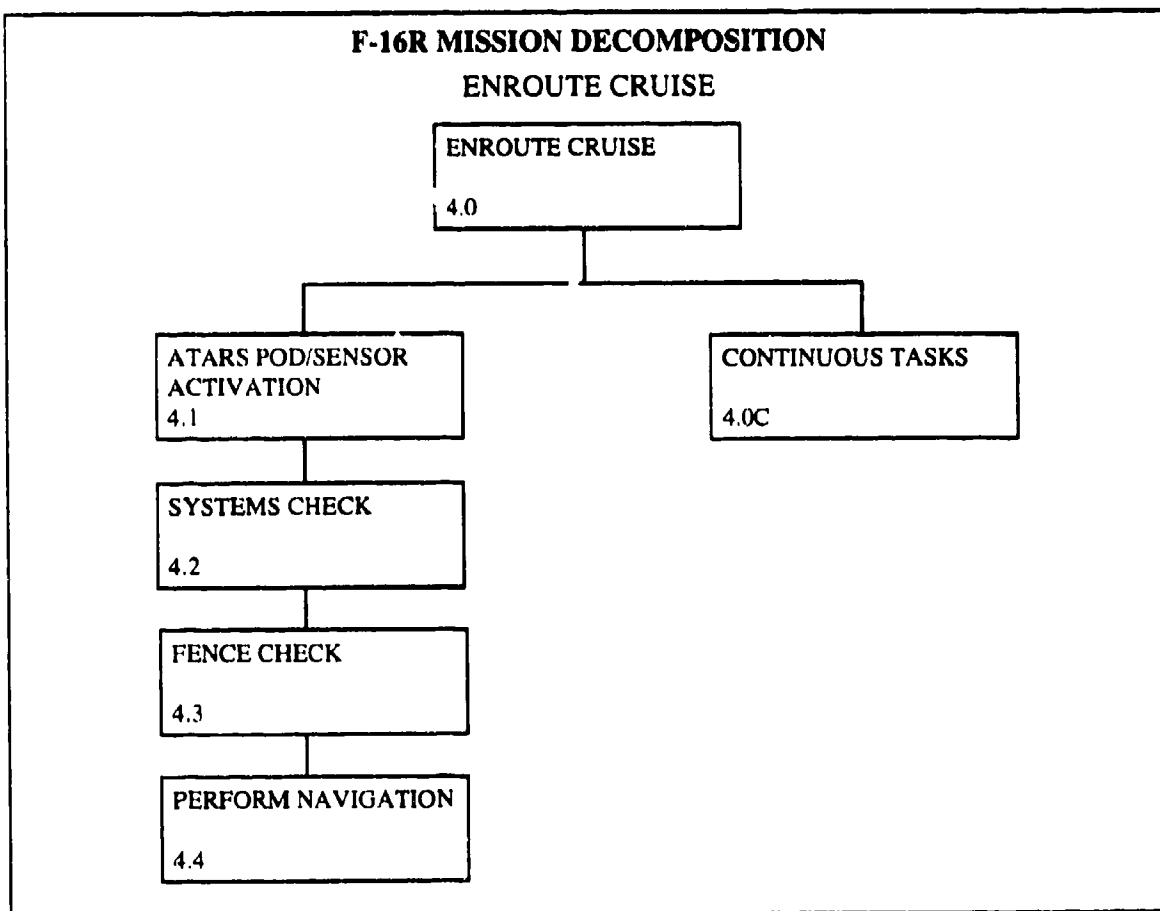 F-16R MISSION DECOMPOSITION
ENROUTE CRUISE
ENROUTE CRUISE
4.0
ATARS POD/SENSOR
ACTIVATION
4.1
CONTINUOUS TASKS
4.0C
SYSTEMS CHECK
4.2
FENCE CHECK
4.3
PERFORM NAVIGATION
4.4